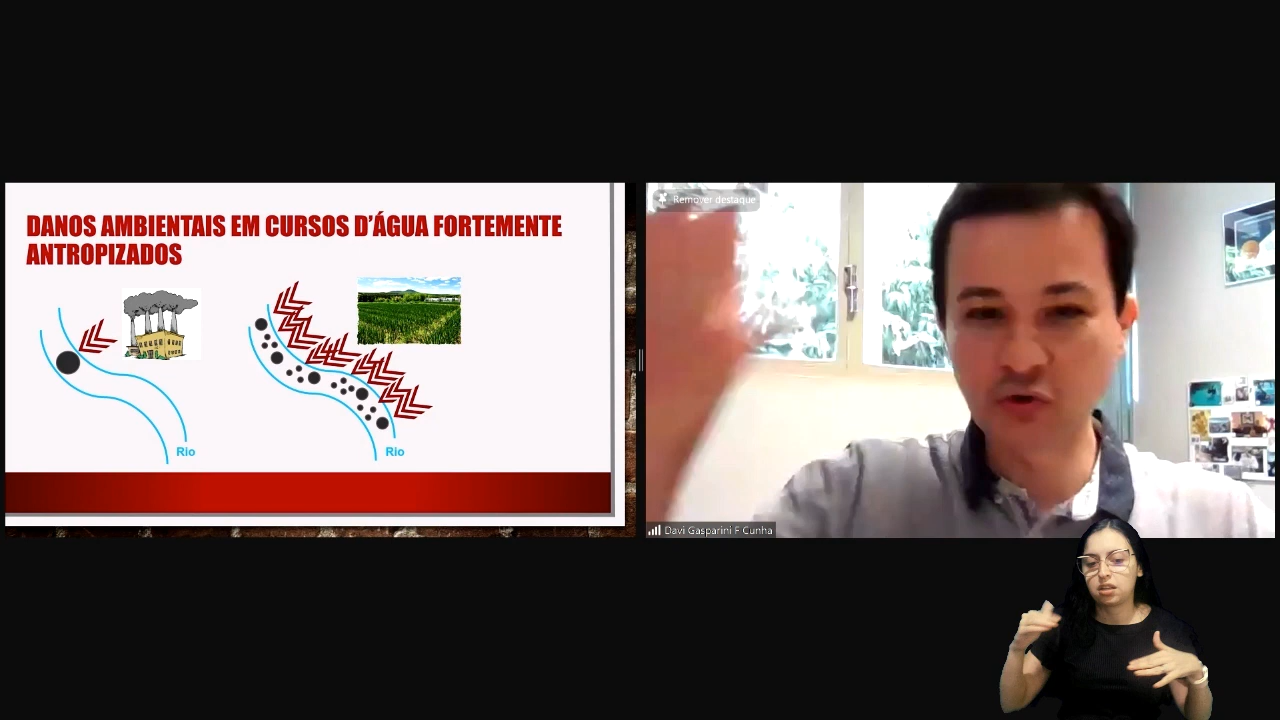 DANOS AMBIENTAIS EM CURSOS D’ÁGUA FORTEMENTE
ANTROPIZADOS
Rio
Rio
Remover destaque
Davi Gasparini F Cunha